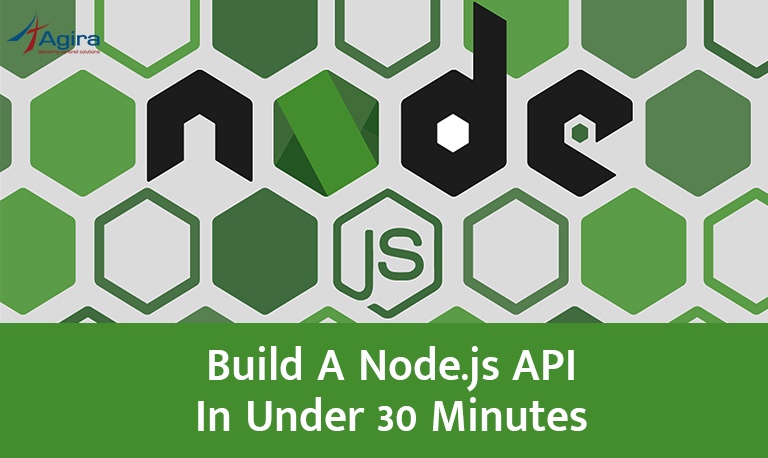 Agira
node
JS
Build A Node.js API
In Under 30 Minutes